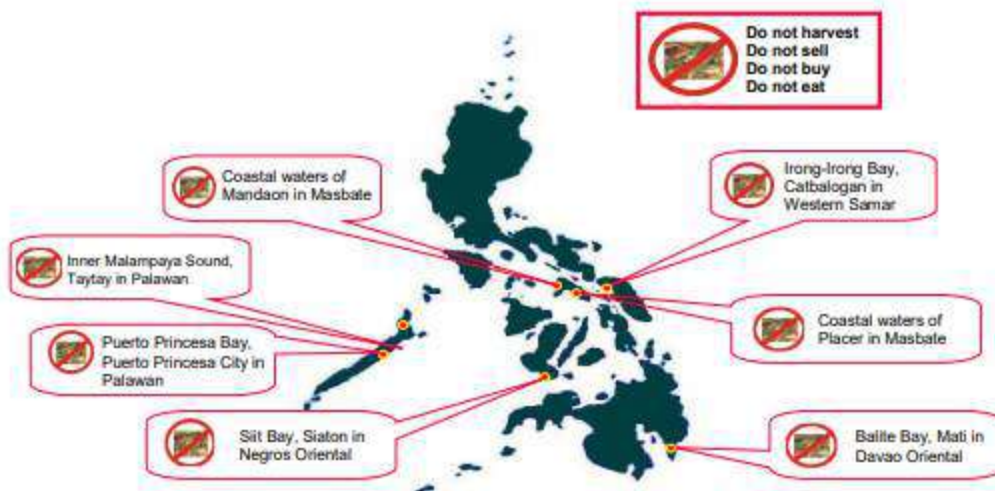 Do not harvest
Do not sell
Do not buy
Do not eat
Coastal waters of
Mandaon in Masbate
Irong-Irong Bay,
Catbalogan in
Western Samar
Inner Malampaya Sound,
Taytay in Palawan
Puerto Princesa Bay,
Puerto Princesa City in
Palawan
Coastal waters of
Placer in Masbate
Siit Bay, Siaton in
Negros Oriental
Balite Bay, Mati in
Davao Oriental